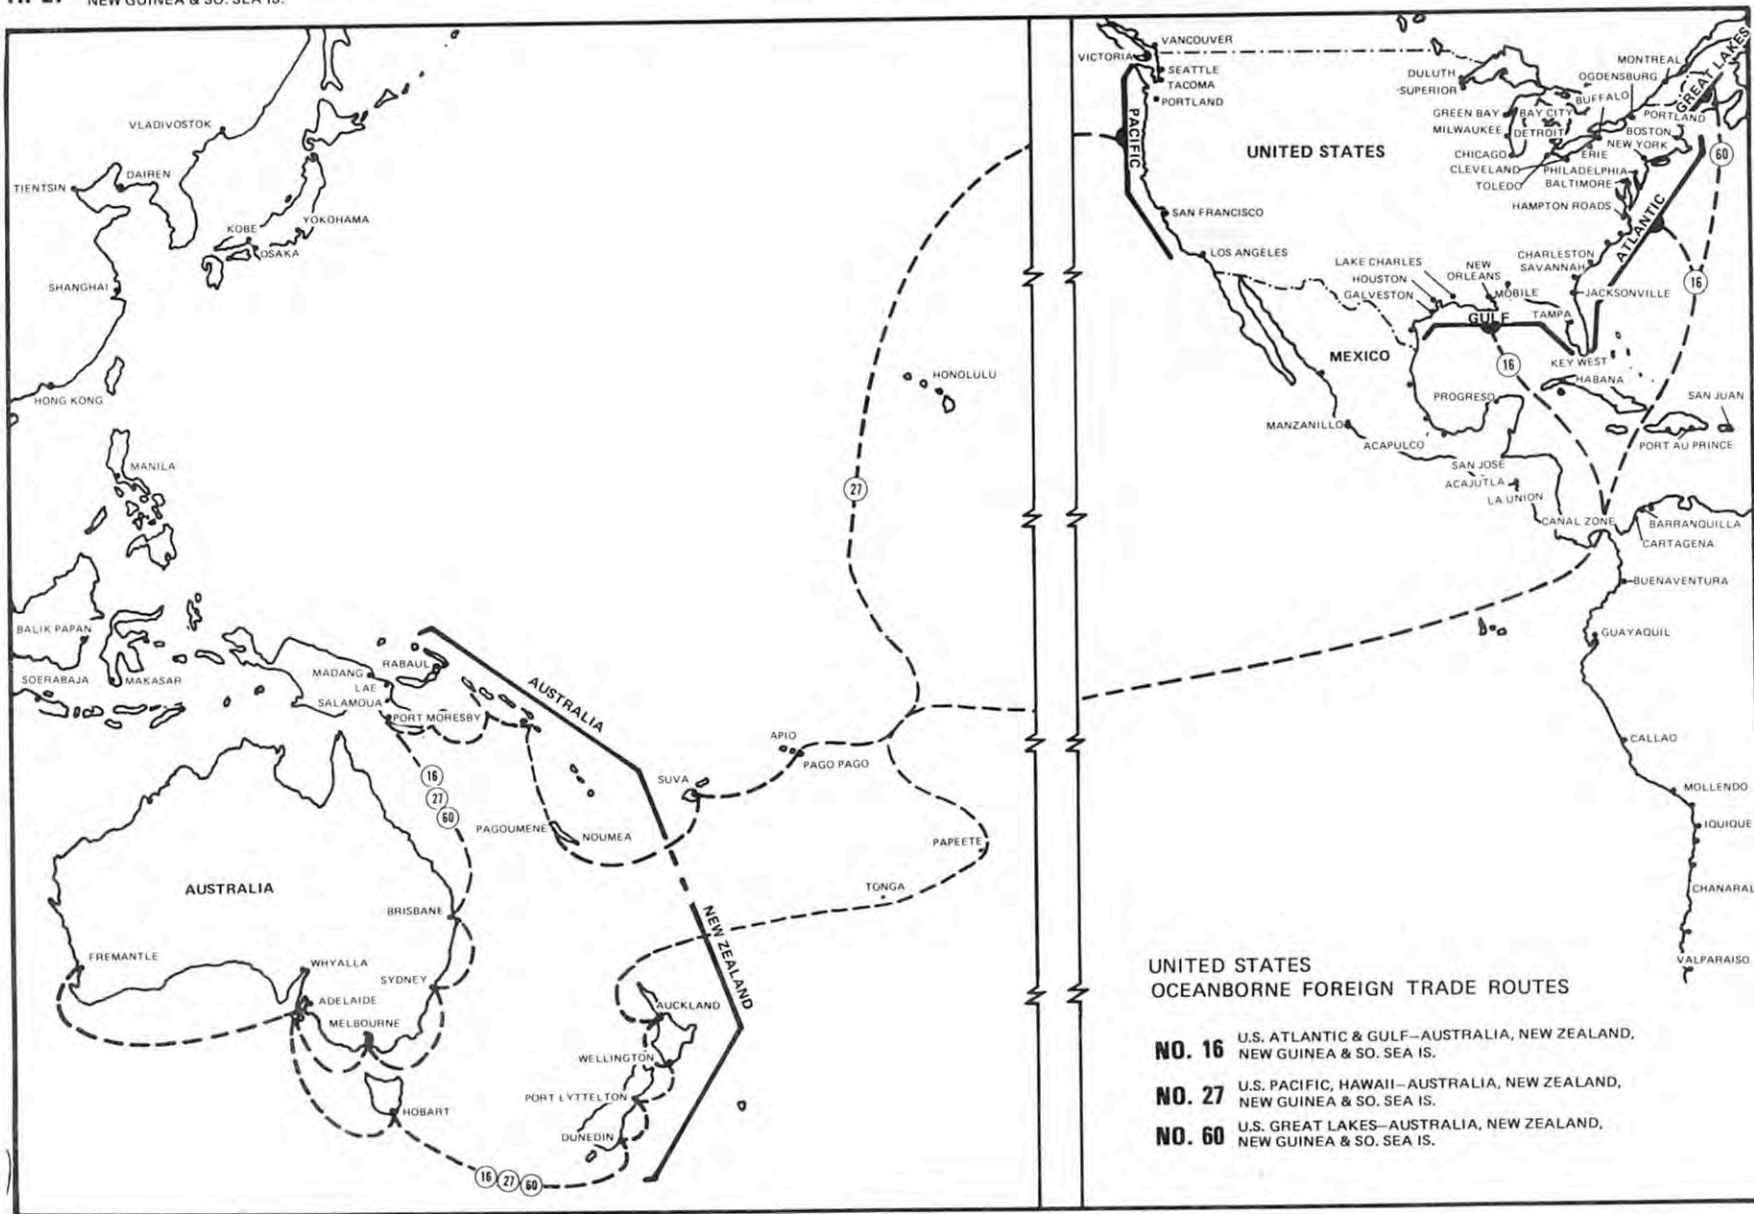 NEW GUINEA & SO. SEA IS.
VLADIVOSTOK
TIENTSIN
DAIREN
KOBE
YOKOHAMA
OSAKA
SHANGHAI
HONG KONG
MANILA
BALIK PAPAN
SOERABAJA
MAKASAR
MADANG
LAE
SALAMOUA
RABAUL
PORT MORESBY
AUSTRALIA
HONOLULU
27
APIO
PAGO PAGO
SUVA
16
27
60
PAGOUMENE
NOUMEA
PAPEETE
TONGA
AUSTRALIA
BRISBANE
NEW ZEALAND
FREMANTLE
WHYALLA
SYDNEY
ADELAIDE
MELBOURNE
AUCKLAND
WELLINGTON
PORT LYTTELTON
HOBART
DUNEDIN
16 27 60
VANCOUVER
VICTORIA
SEATTLE
TACOMA
PORTLAND
PACIFIC
UNITED STATES
SAN FRANCISCO
LOS ANGELES
DULUTH
SUPERIOR
GREEN BAY
MILWAUKEE
CHICAGO
BAY CITY
DETROIT
CLEVELAND
TOLEDO
ERIE
BUFFALO
OGDENSBURG
MONTREAL
GREAT LAKES
PORTLAND
BOSTON
NEW YORK
PHILADELPHIA
BALTIMORE
HAMPTON ROADS
60
ATLANTIC
16
CHARLESTON
SAVANNAH
JACKSONVILLE
LAKE CHARLES
HOUSTON
GALVESTON
NEW
ORLEANS
MOBILE
TAMPA
GULF
16
KEY WEST
HABANA
MEXICO
PROGRESO
SAN JUAN
PORT AU PRINCE
MANZANILLO
ACAPULCO
SAN JOSE
ACAJUTLA
LA UNION
CANAL ZONE
BARRANQUILLA
CARTAGENA
BUENAVENTURA
GUAYAQUIL
CALLAO
MOLLENDO
IQUIQUE
CHANARAL
VALPARAISO
UNITED STATES
OCEANBORNE FOREIGN TRADE ROUTES
NO. 16 U.S. ATLANTIC & GULF–AUSTRALIA, NEW ZEALAND,
NEW GUINEA & SO. SEA IS.
NO. 27 U.S. PACIFIC, HAWAII–AUSTRALIA, NEW ZEALAND,
NEW GUINEA & SO. SEA IS.
NO. 60 U.S. GREAT LAKES–AUSTRALIA, NEW ZEALAND,
NEW GUINEA & SO. SEA IS.